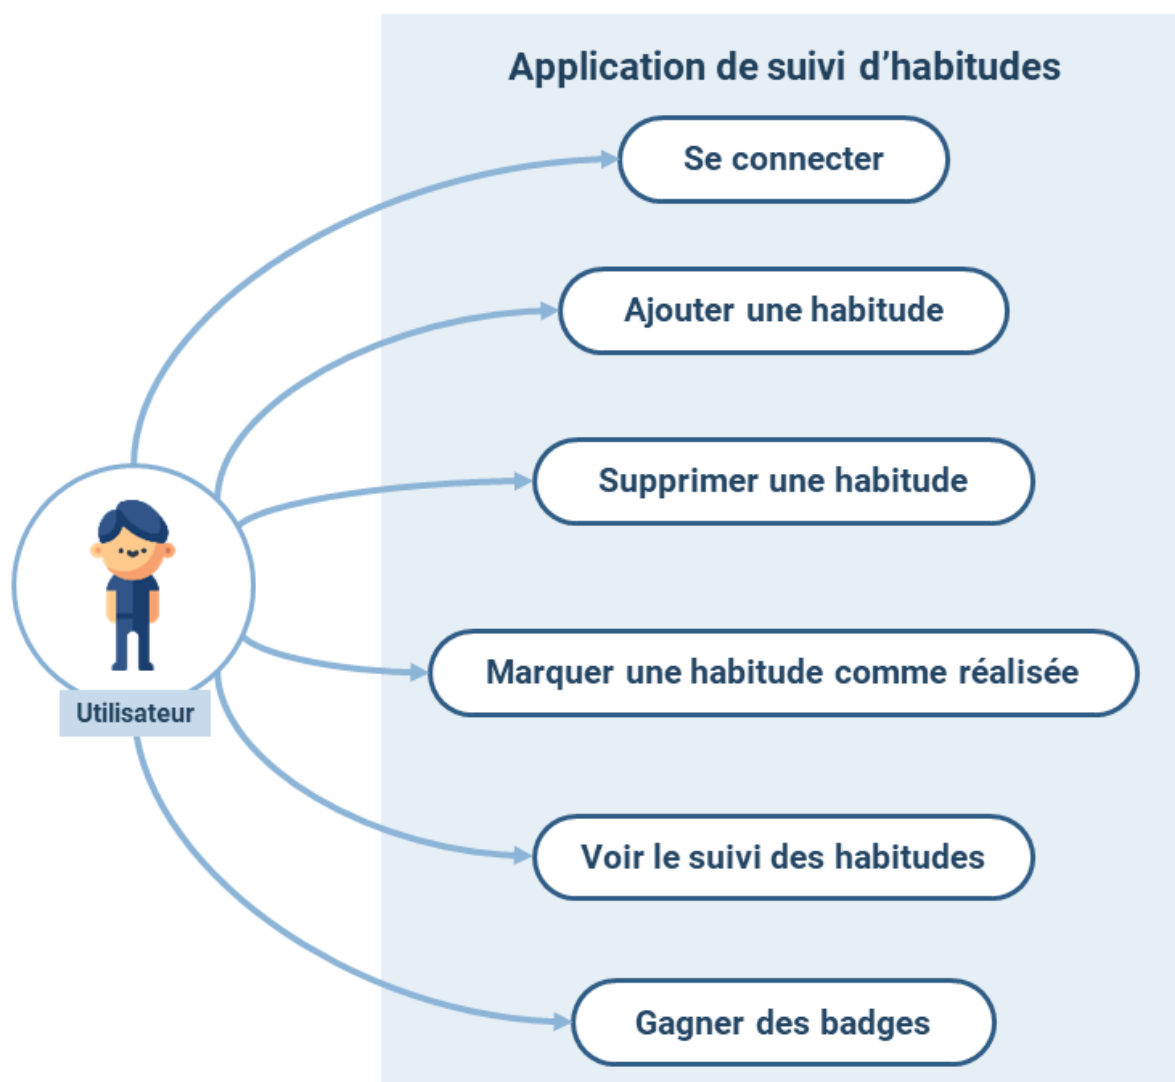 Application de suivi d’habitudes
Se connecter
Ajouter une habitude
Supprimer une habitude
Marquer une habitude comme réalisée
Utilisateur
Voir le suivi des habitudes
Gagner des badges